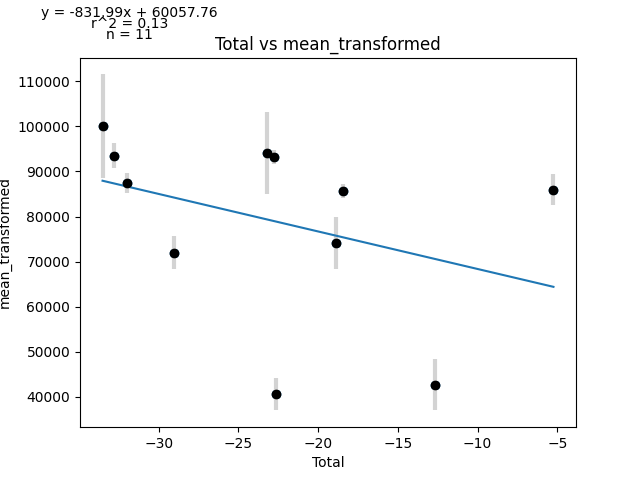 y = -831.99x + 60057.76
r^2 = 0.13
n = 11
Total vs mean_transformed
110000
100000
90000
80000
70000
60000
50000
40000
mean_transformed
−30
−25
−20
−15
−10
−5
Total